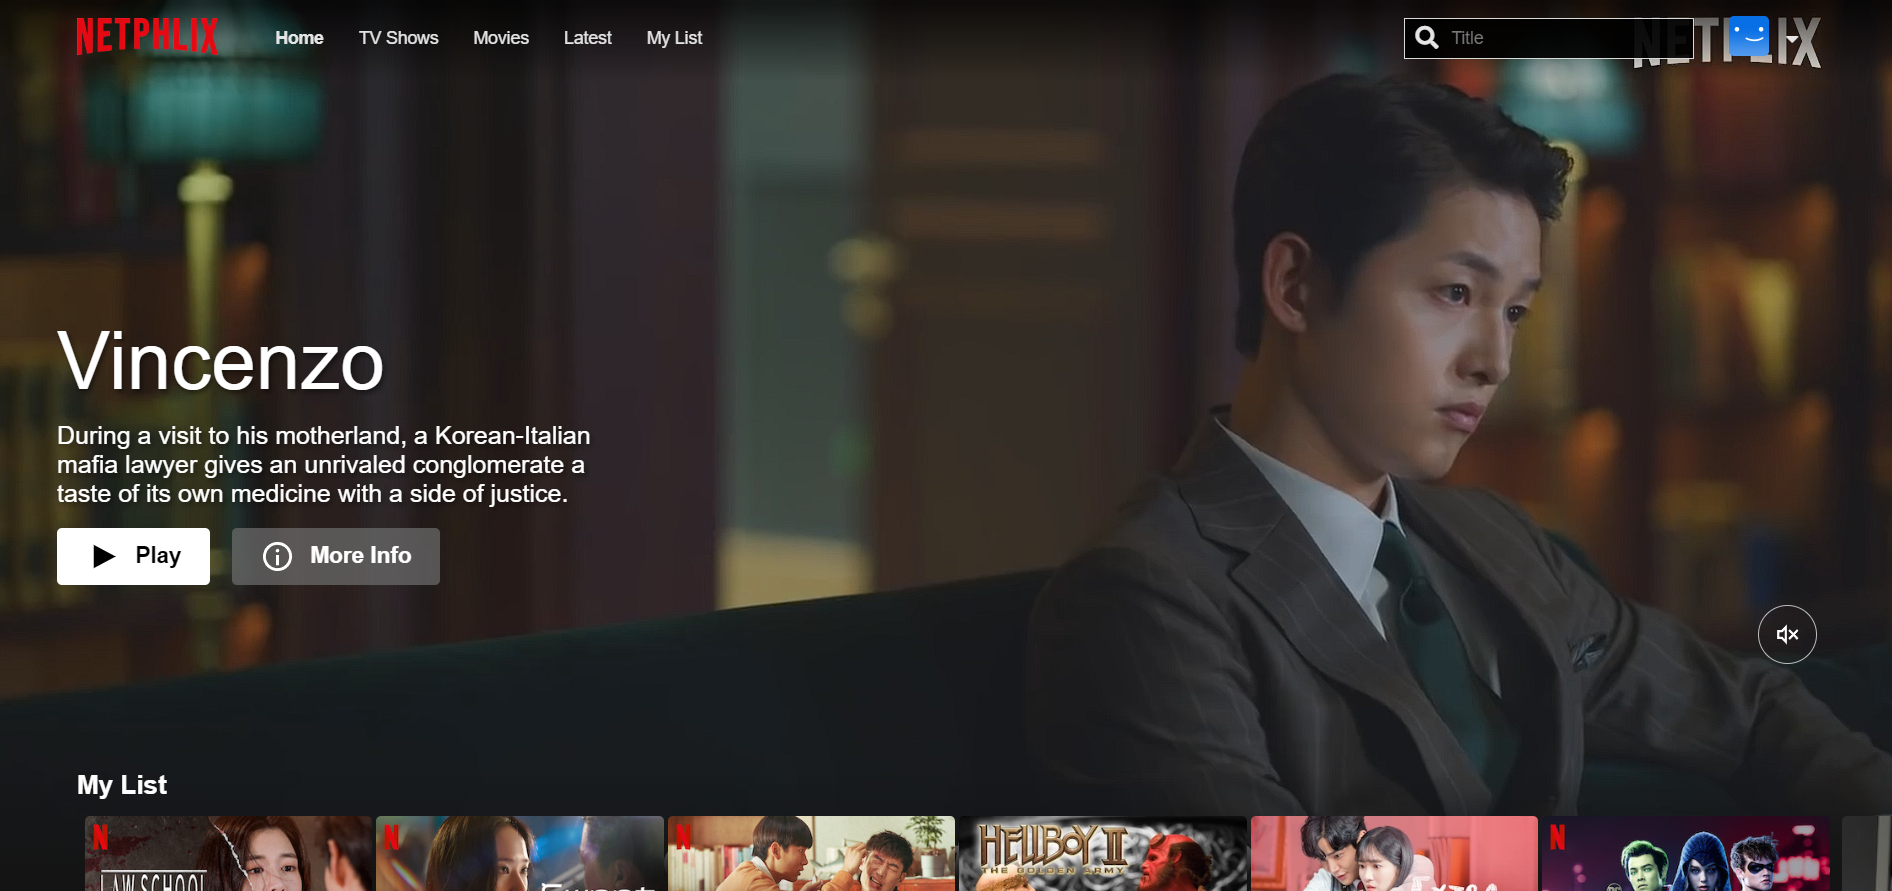 NETPHLIX
Home
TV Shows
Movies
Latest
My List
Title
Vincenzo
During a visit to his motherland, a Korean-Italian
mafia lawyer gives an unrivaled conglomerate a
taste of its own medicine with a side of justice.
Play
More Info
My List
N
LAW SCHOOL
N
N
HELLBOY II
THE GOLDEN ARMY
N